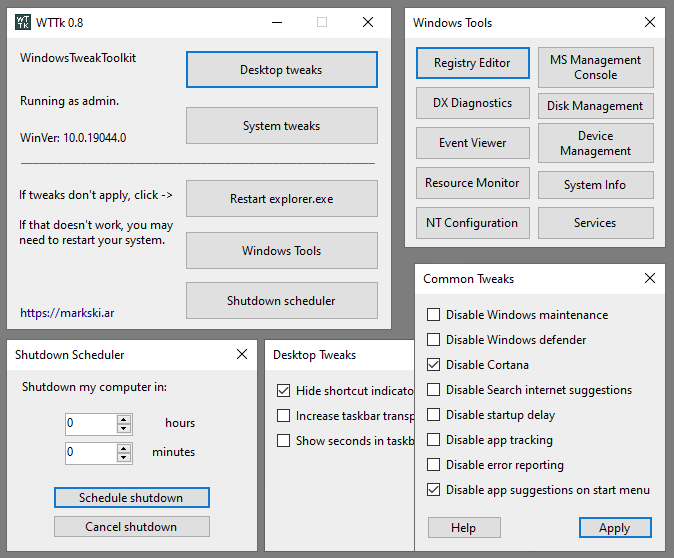 WTTk 0.8
WindowsTweakToolkit
Desktop tweaks
Running as admin.
System tweaks
WinVer: 10.0.19044.0
If tweaks don't apply, click ->
Restart explorer.exe
If that doesn't work, you may
need to restart your system.
Windows Tools
Shutdown scheduler
https://markski.ar
Windows Tools
Registry Editor
MS Management
Console
DX Diagnostics
Disk Management
Event Viewer
Device
Management
Resource Monitor
System Info
NT Configuration
Services
Shutdown Scheduler
Shutdown my computer in:
0 hours
0 minutes
Schedule shutdown
Cancel shutdown
Desktop Tweaks
Hide shortcut indicato
Increase taskbar transp
Show seconds in taskb
Common Tweaks
Disable Windows maintenance
Disable Windows defender
Disable Cortana
Disable Search internet suggestions
Disable startup delay
Disable app tracking
Disable error reporting
Disable app suggestions on start menu
Help
Apply